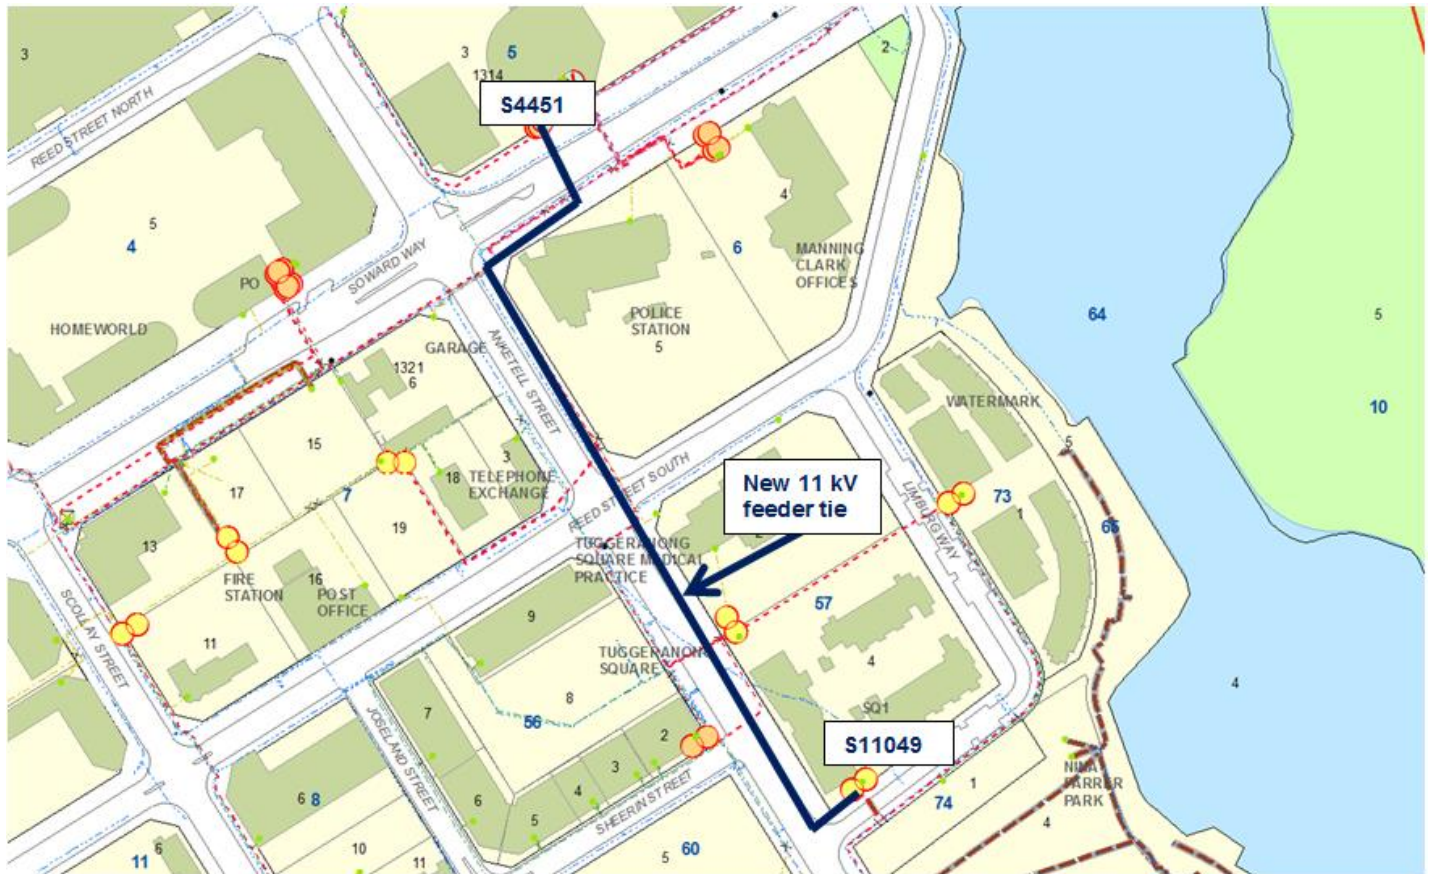 3
3
5
1314
2
S4451
REED STREET NORTH
5
4
4
6
MANNING
CLARK
OFFICES
SOWARD WAY
PO
HOMEWORLD
POLICE
STATION
5
64
5
10
GARAGE
1321
6
ANKETELL STREET
WATERMARK
15
3
18
TELEPHONE
EXCHANGE
17
7
19
REED STREET SOUTH
New 11 kV
feeder tie
LIMBURG WAY
5
73
1
65
13
2
TUGGERANONG
SQUARE MEDICAL
PRACTICE
FIRE
STATION
16
POST
OFFICE
SCOLLAY STREET
9
57
11
TUGGERANONG
SQUARE
4
4
8
SQ1
7
56
JOSELAND STREET
2
S11049
3
4
NINA
PARRER
PARK
6
8
6
5
SHEERIN STREET
1
74
4
11
6
10
11
5
60